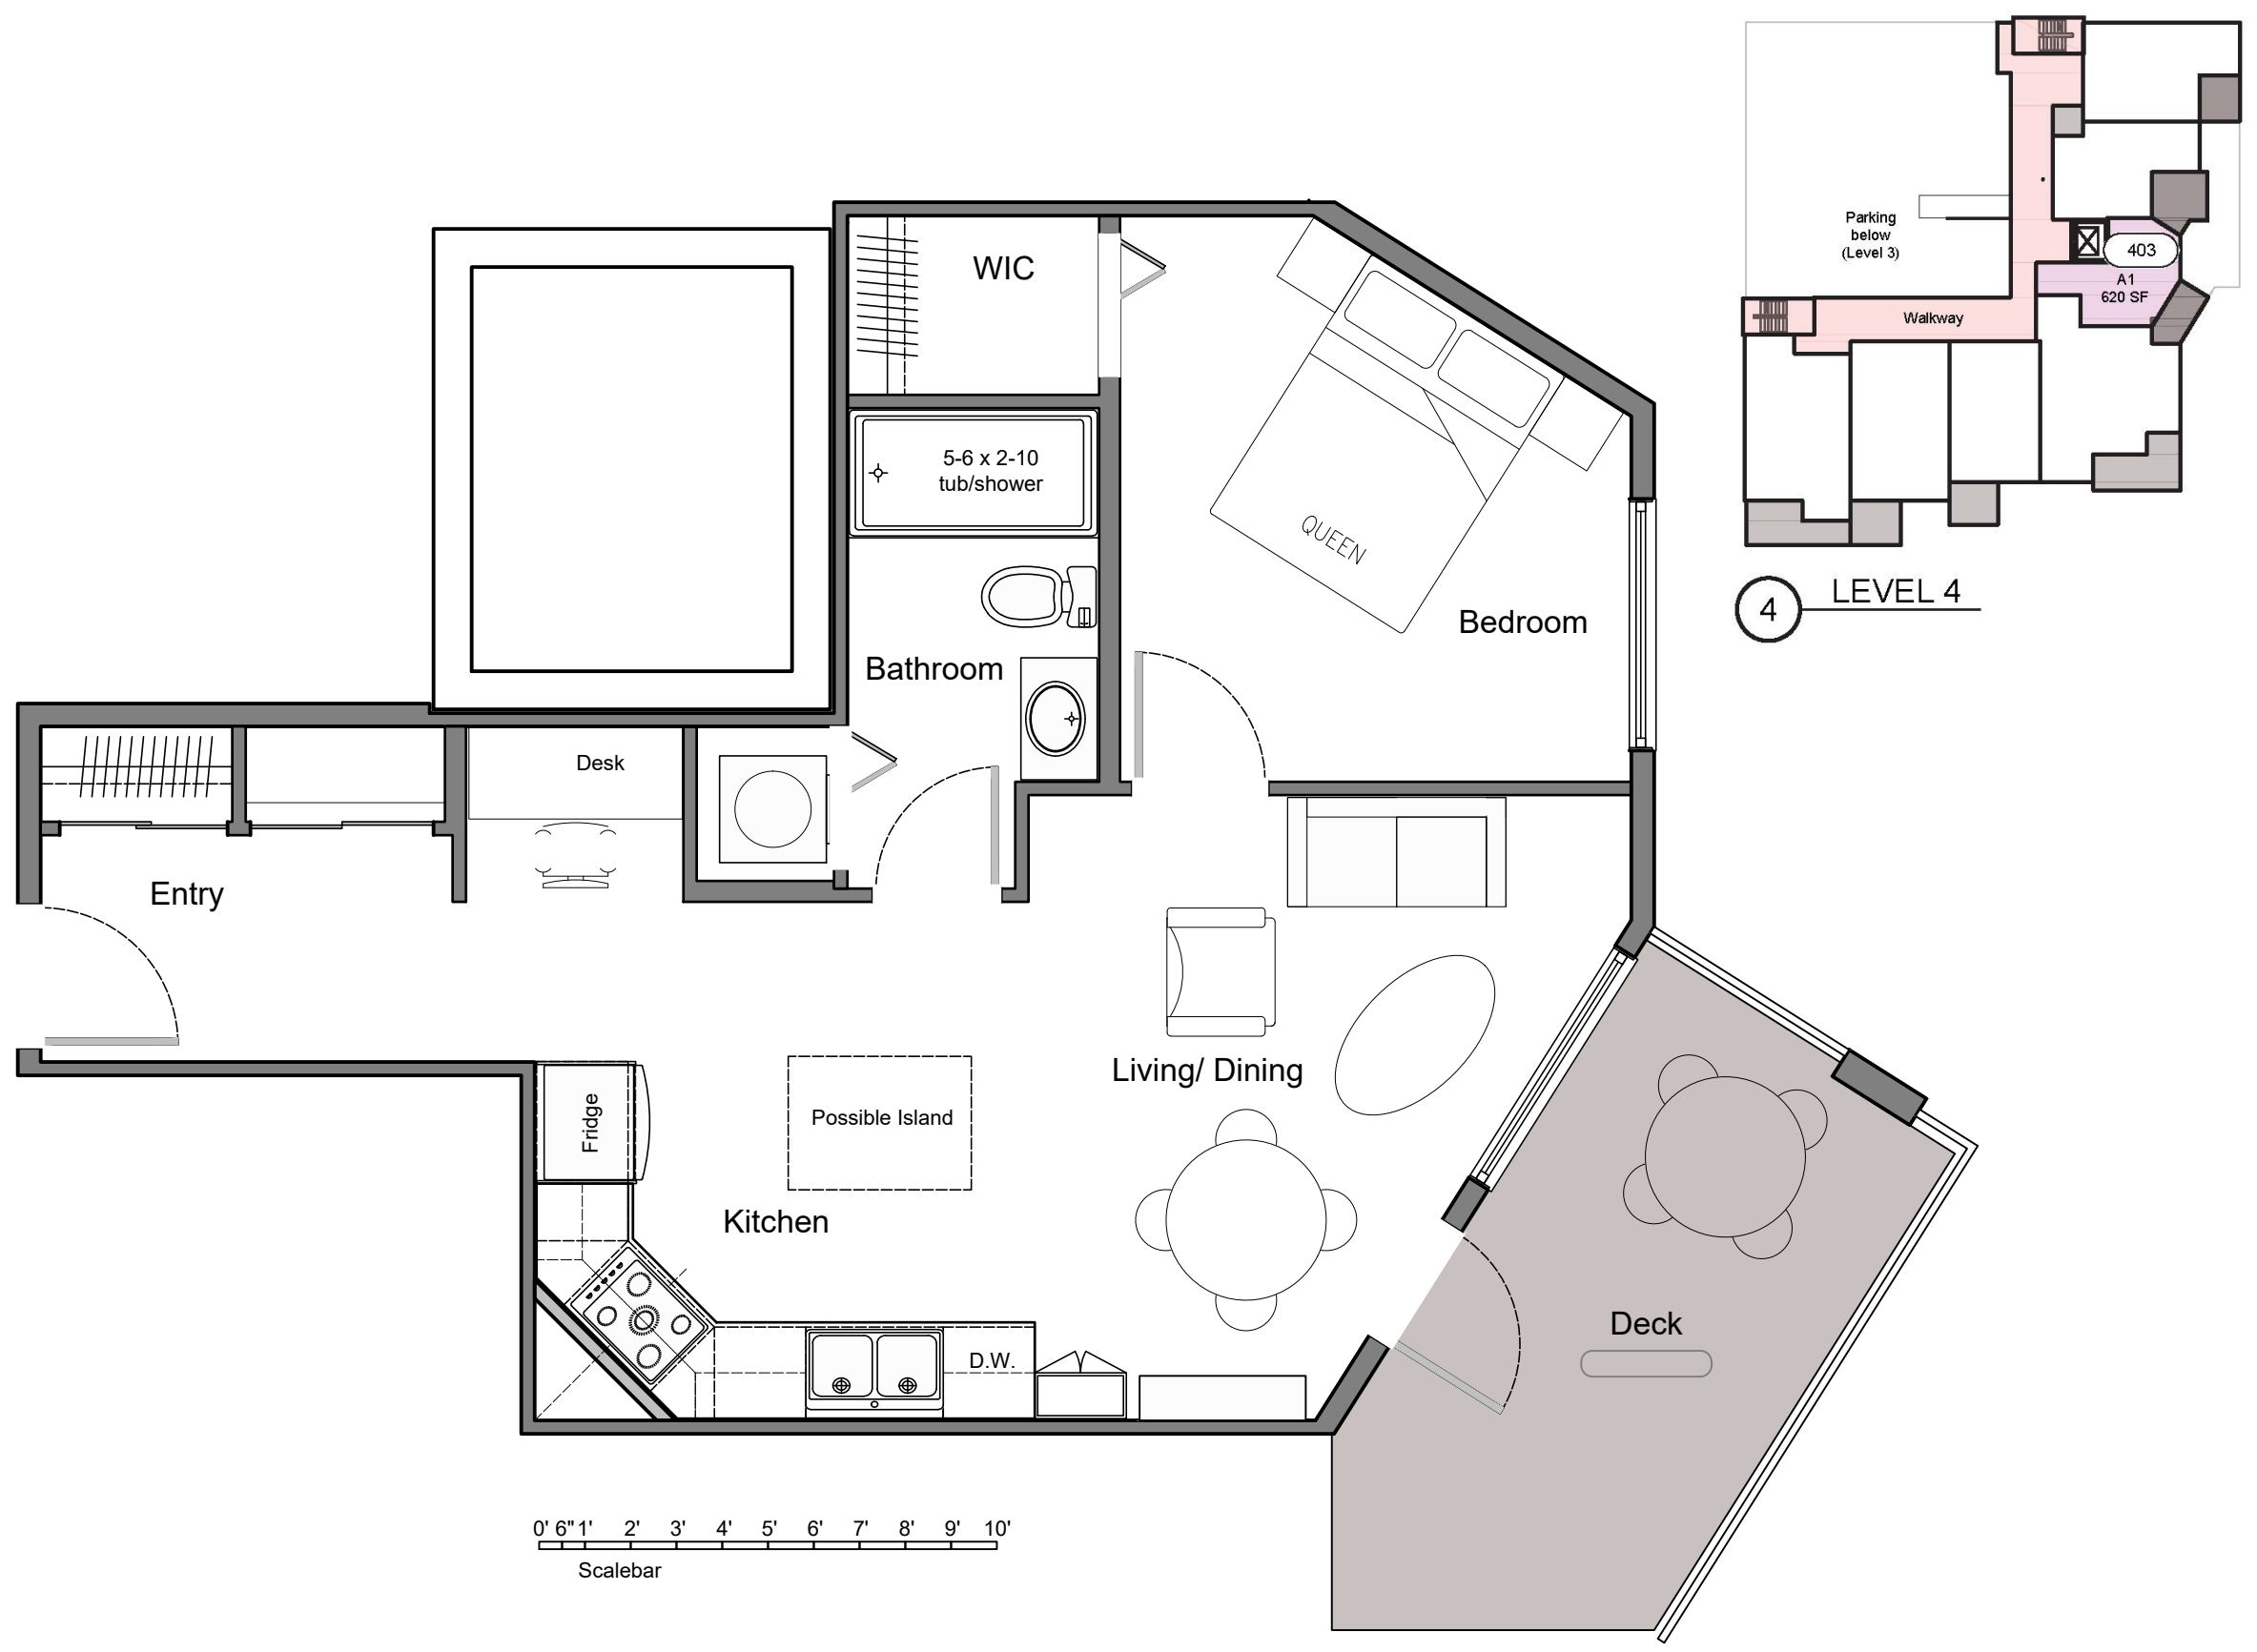 Parking
below
(Level 3)
403
A1
620 SF
Walkway
4
LEVEL 4
WIC
5-6 x 2-10
tub/shower
QUEEN
Bedroom
Bathroom
Desk
Entry
Living/ Dining
Fridge
Possible Island
Kitchen
D.W.
Deck
0' 6" 1' 2' 3' 4' 5' 6' 7' 8' 9' 10'
Scalebar